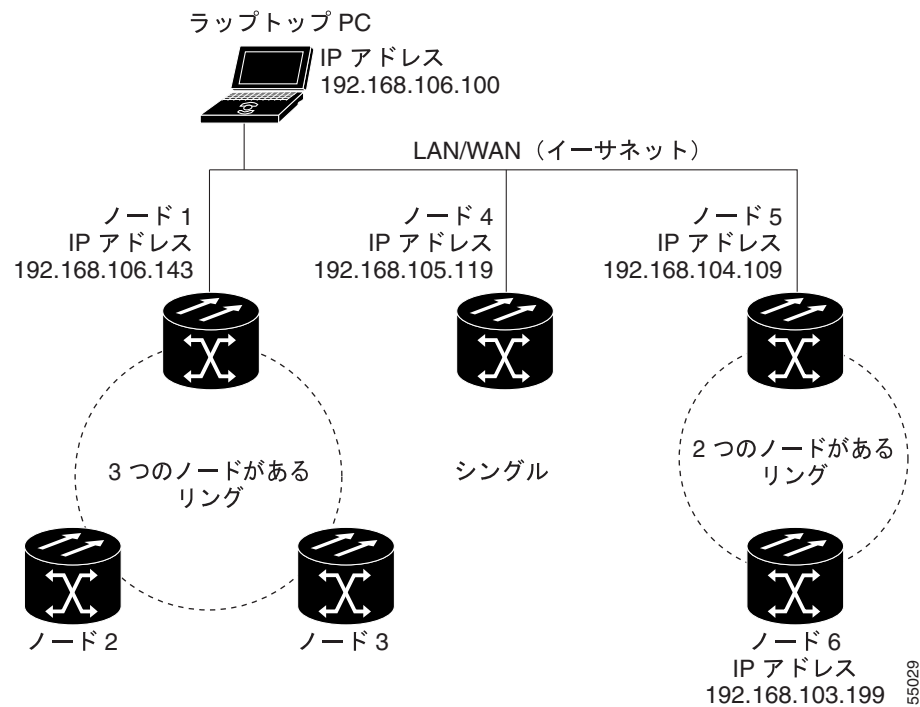 ラップトップ PC
IP アドレス
192.168.106.100
LAN/WAN（イーサネット）
ノード 1
IP アドレス
192.168.106.143
ノード 4
IP アドレス
192.168.105.119
ノード 5
IP アドレス
192.168.104.109
3 つのノードがある
リング
シングル
2 つのノードがある
リング
ノード 2
ノード 3
ノード 6
IP アドレス
192.168.103.199
55029